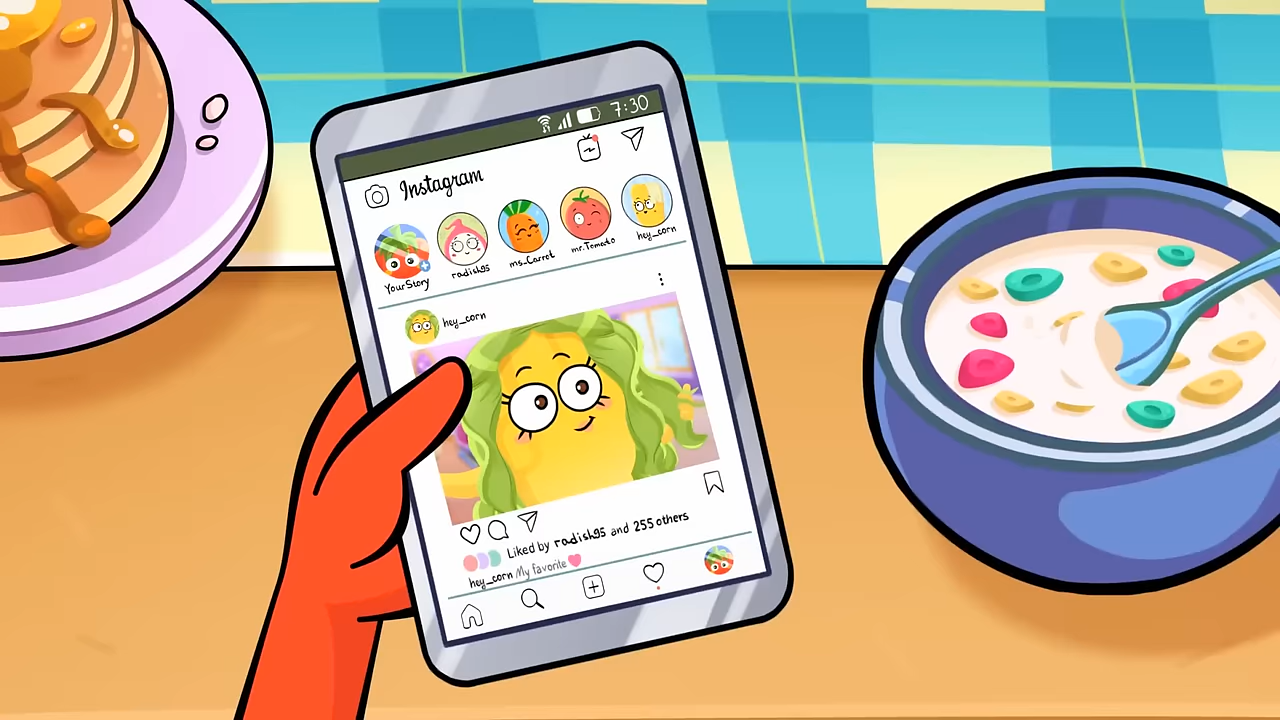 7:30
Instagram
Your Story
radish95
ms_Carrot
mr.Tomato
hey_corn
hey_corn
Liked by radish95 and 255 others
hey_corn My favorite